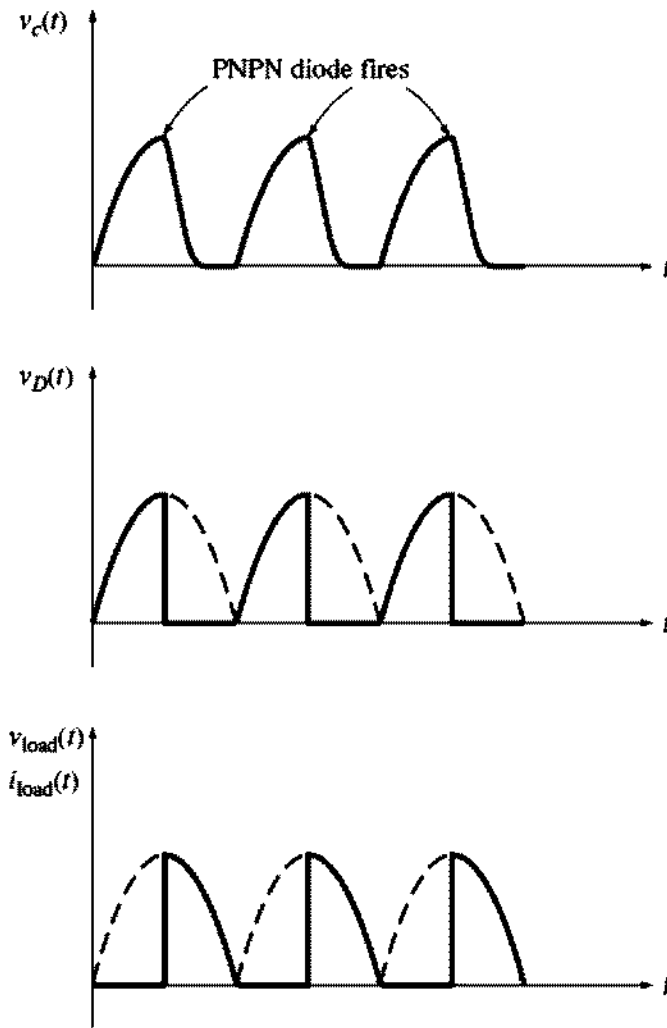 v_c(t)
PNPN diode fires
t
v_D(t)
t
v_load(t)
i_load(t)
t